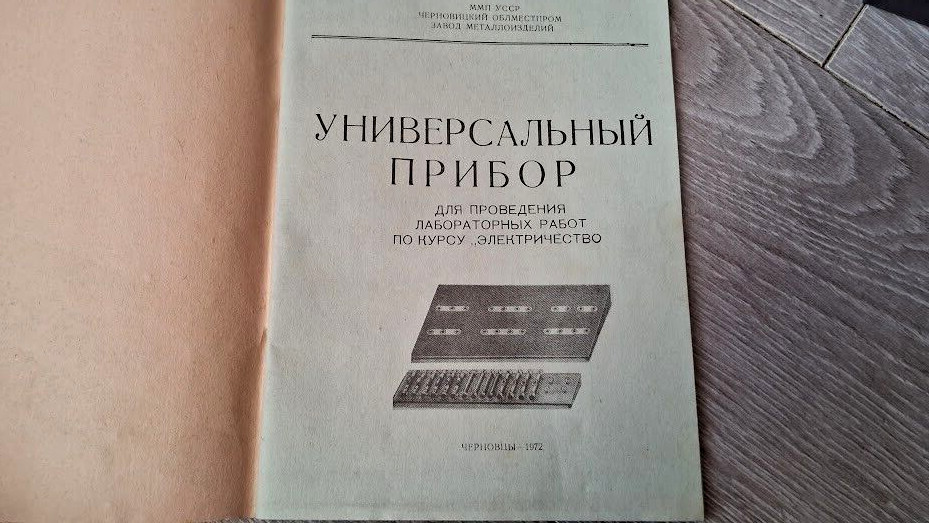 ММП УССР
ЧЕРНОВИЦКИЙ ОБЛМЕСТПРОМ
ЗАВОД МЕТАЛЛОИЗДЕЛИЙ
УНИВЕРСАЛЬНЫЙ
ПРИБОР
ДЛЯ ПРОВЕДЕНИЯ
ЛАБОРАТОРНЫХ РАБОТ
ПО КУРСУ „ЭЛЕКТРИЧЕСТВО
ЧЕРНОВЦЫ—1972